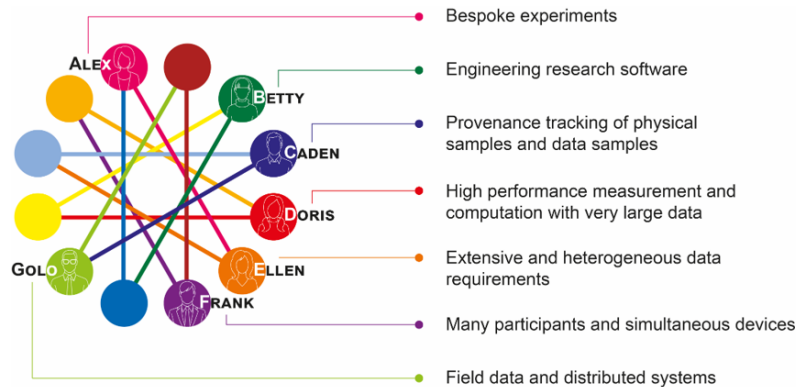 Bespoke experiments
ALEX
Engineering research software
BETTY
Provenance tracking of physical
samples and data samples
CADEN
High performance measurement and
computation with very large data
DORIS
Extensive and heterogeneous data
requirements
GOLO
ELLEN
FRANK
Many participants and simultaneous devices
Field data and distributed systems